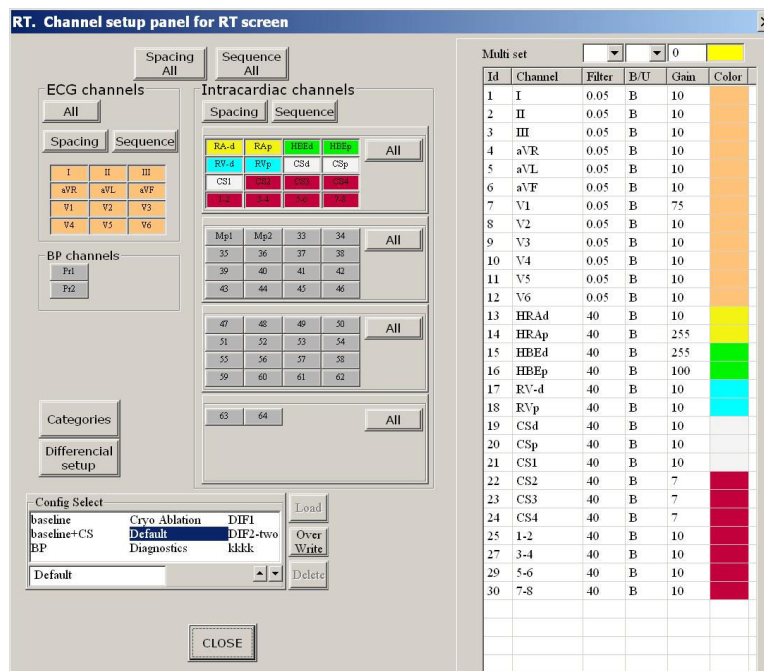 RT. Channel setup panel for RT screen
Spacing All
Sequence All
ECG channels
All
Spacing Sequence
I II III
aVR aVL aVF
V1 V2 V3
V4 V5 V6
BP channels
Pr1
Pr2
Categories
Differencial setup
Intracardiac channels
Spacing Sequence
RA-d RAp HBEd HBEp
RV-d RVp CSd CSp
CS1 CS2 CS3 CS4
1-2 3-4 5-6 7-8
All
Mp1 Mp2 33 34
35 36 37 38
39 40 41 42
43 44 45 46
All
47 48 49 50
51 52 53 54
55 56 57 58
59 60 61 62
All
63 64
All
Config Select
baseline Cryo Ablation DIF1
baseline+CS Default DIF2-two
BP Diagnostics kkkk
Default
Load
Over Write
Delete
CLOSE
Multi set 0
Id Channel Filter B/U Gain Color
1 I 0.05 B 10
2 II 0.05 B 10
3 III 0.05 B 10
4 aVR 0.05 B 10
5 aVL 0.05 B 10
6 aVF 0.05 B 10
7 V1 0.05 B 75
8 V2 0.05 B 10
9 V3 0.05 B 10
10 V4 0.05 B 10
11 V5 0.05 B 10
12 V6 0.05 B 10
13 HRAd 40 B 10
14 HRAp 40 B 255
15 HBEd 40 B 255
16 HBEp 40 B 100
17 RV-d 40 B 10
18 RVp 40 B 10
19 CSd 40 B 10
20 CSp 40 B 10
21 CS1 40 B 10
22 CS2 40 B 7
23 CS3 40 B 7
24 CS4 40 B 7
25 1-2 40 B 10
27 3-4 40 B 10
29 5-6 40 B 10
30 7-8 40 B 10